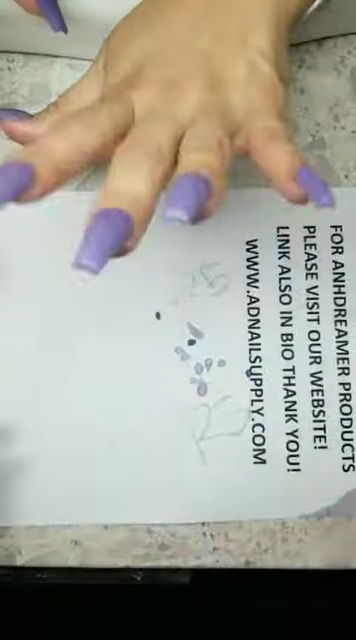 FOR ANHDREAMER PRODUCTS
PLEASE VISIT OUR WEBSITE!
LINK ALSO IN BIO THANK YOU!
WWW.ADNAILSUPPLY.COM